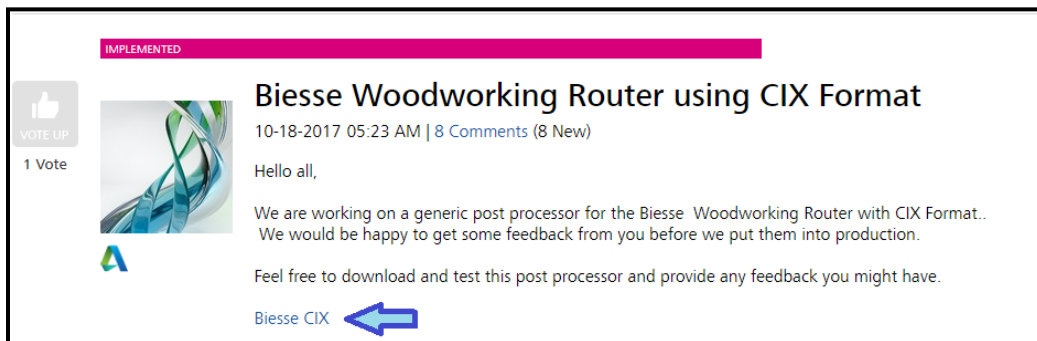 IMPLEMENTED
VOTE UP
1 Vote
Biesse Woodworking Router using CIX Format
10-18-2017 05:23 AM | 8 Comments (8 New)
Hello all,
We are working on a generic post processor for the Biesse  Woodworking Router with CIX Format..
We would be happy to get some feedback from you before we put them into production.
Feel free to download and test this post processor and provide any feedback you might have.
Biesse CIX